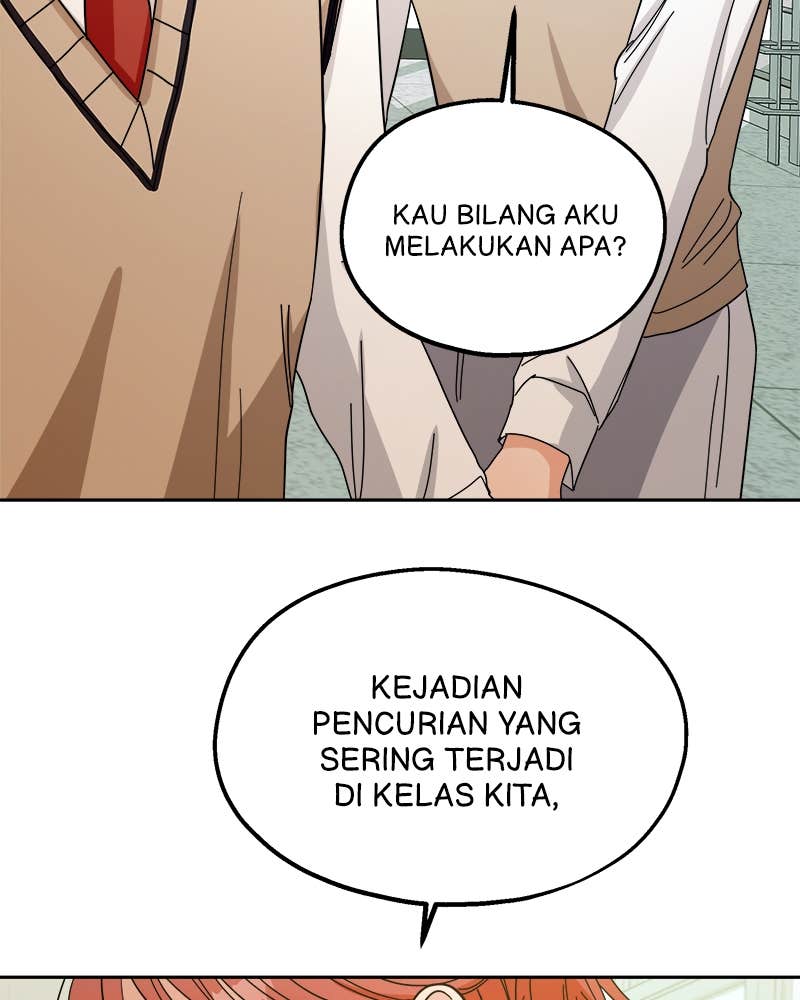 KAU BILANG AKU
MELAKUKAN APA?
KEJADIAN
PENCURIAN YANG
SERING TERJADI
DI KELAS KITA,